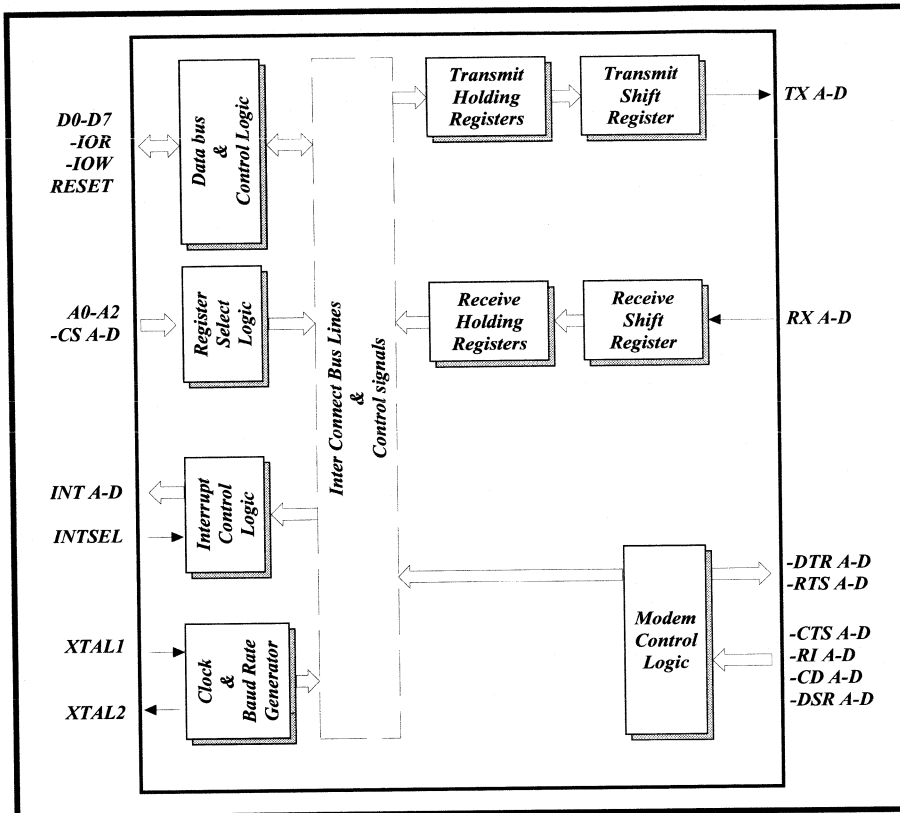 D0-D7
-IOR
-IOW
RESET
Data bus
&
Control Logic
A0-A2
-CS A-D
Register
Select
Logic
INT A-D
INTSEL
Interrupt
Control
Logic
XTAL1
XTAL2
Clock
&
Baud Rate
Generator
Inter Connect Bus Lines
&
Control signals
Transmit
Holding
Registers
Transmit
Shift
Register
TX A-D
Receive
Holding
Registers
Receive
Shift
Register
RX A-D
Modem
Control
Logic
-DTR A-D
-RTS A-D
-CTS A-D
-RI A-D
-CD A-D
-DSR A-D